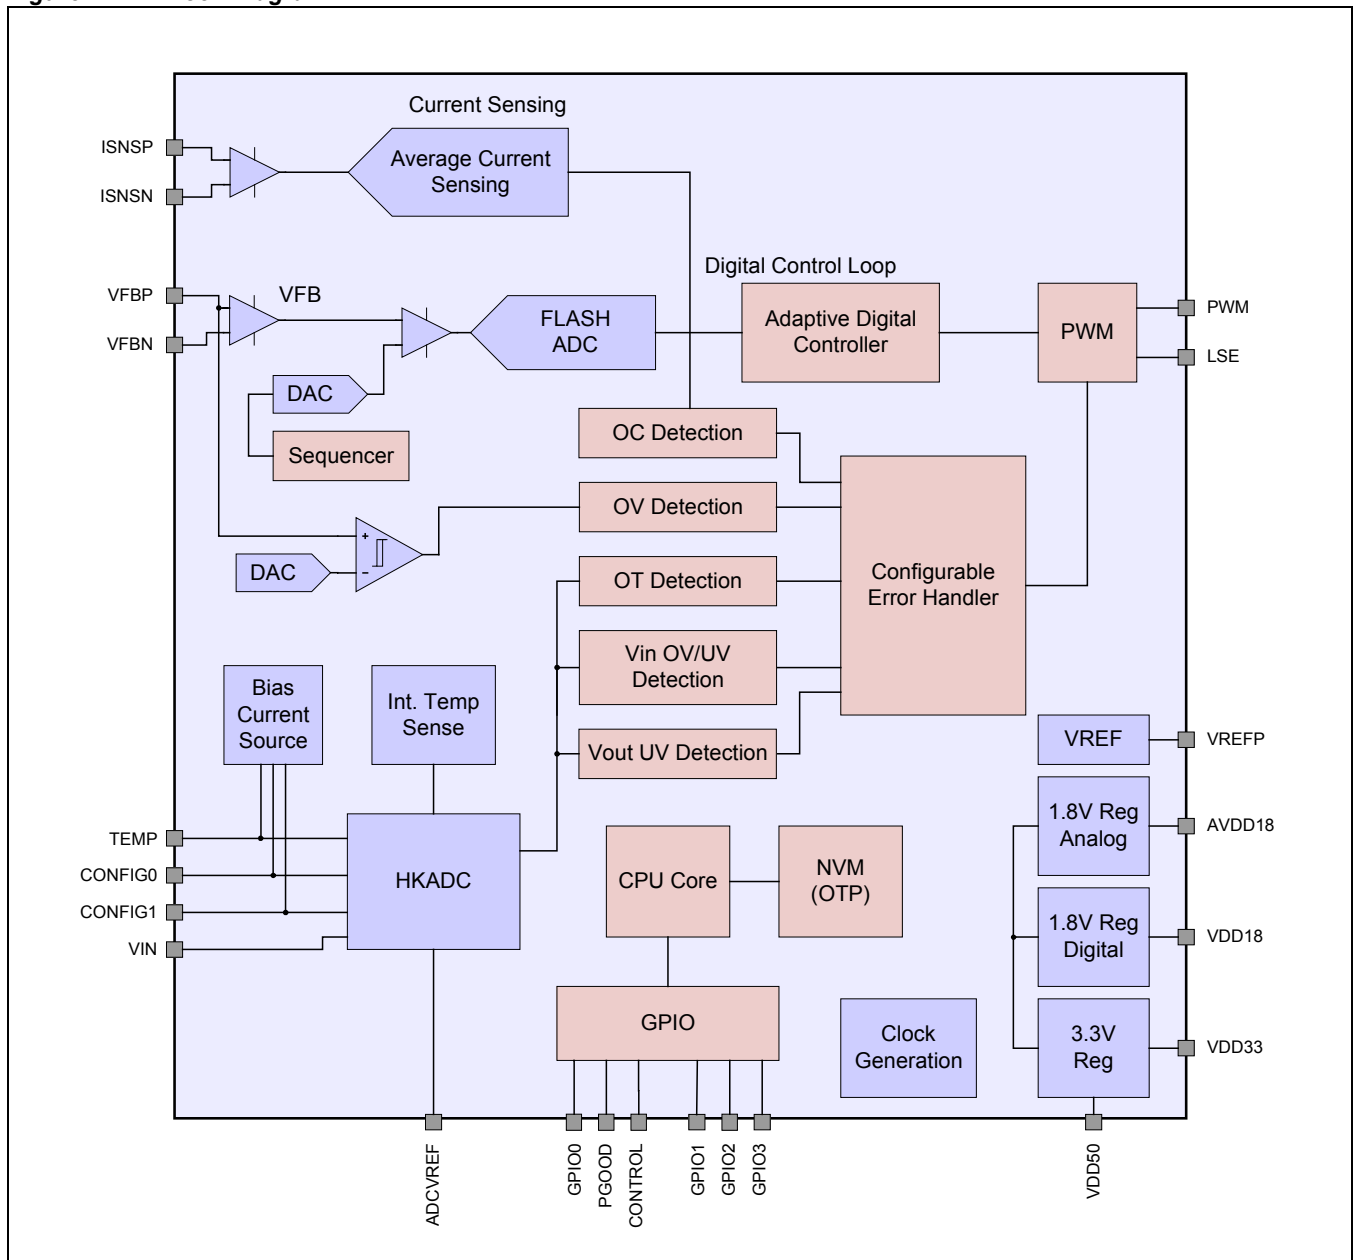 Current Sensing
ISNSP
ISNSN
Average Current
Sensing
Digital Control Loop
VFBP
VFBN
VFB
FLASH
ADC
Adaptive Digital
Controller
PWM
PWM
LSE
DAC
Sequencer
OC Detection
OV Detection
+
-
DAC
OT Detection
Configurable
Error Handler
Vin OV/UV
Detection
Vout UV Detection
Bias
Current
Source
Int. Temp
Sense
VREF
VREFP
TEMP
CONFIG0
CONFIG1
VIN
HKADC
CPU Core
NVM
(OTP)
1.8V Reg
Analog
AVDD18
1.8V Reg
Digital
VDD18
GPIO
Clock
Generation
3.3V
Reg
VDD33
ADCVREF
GPIO0
PGOOD
CONTROL
GPIO1
GPIO2
GPIO3
VDD50